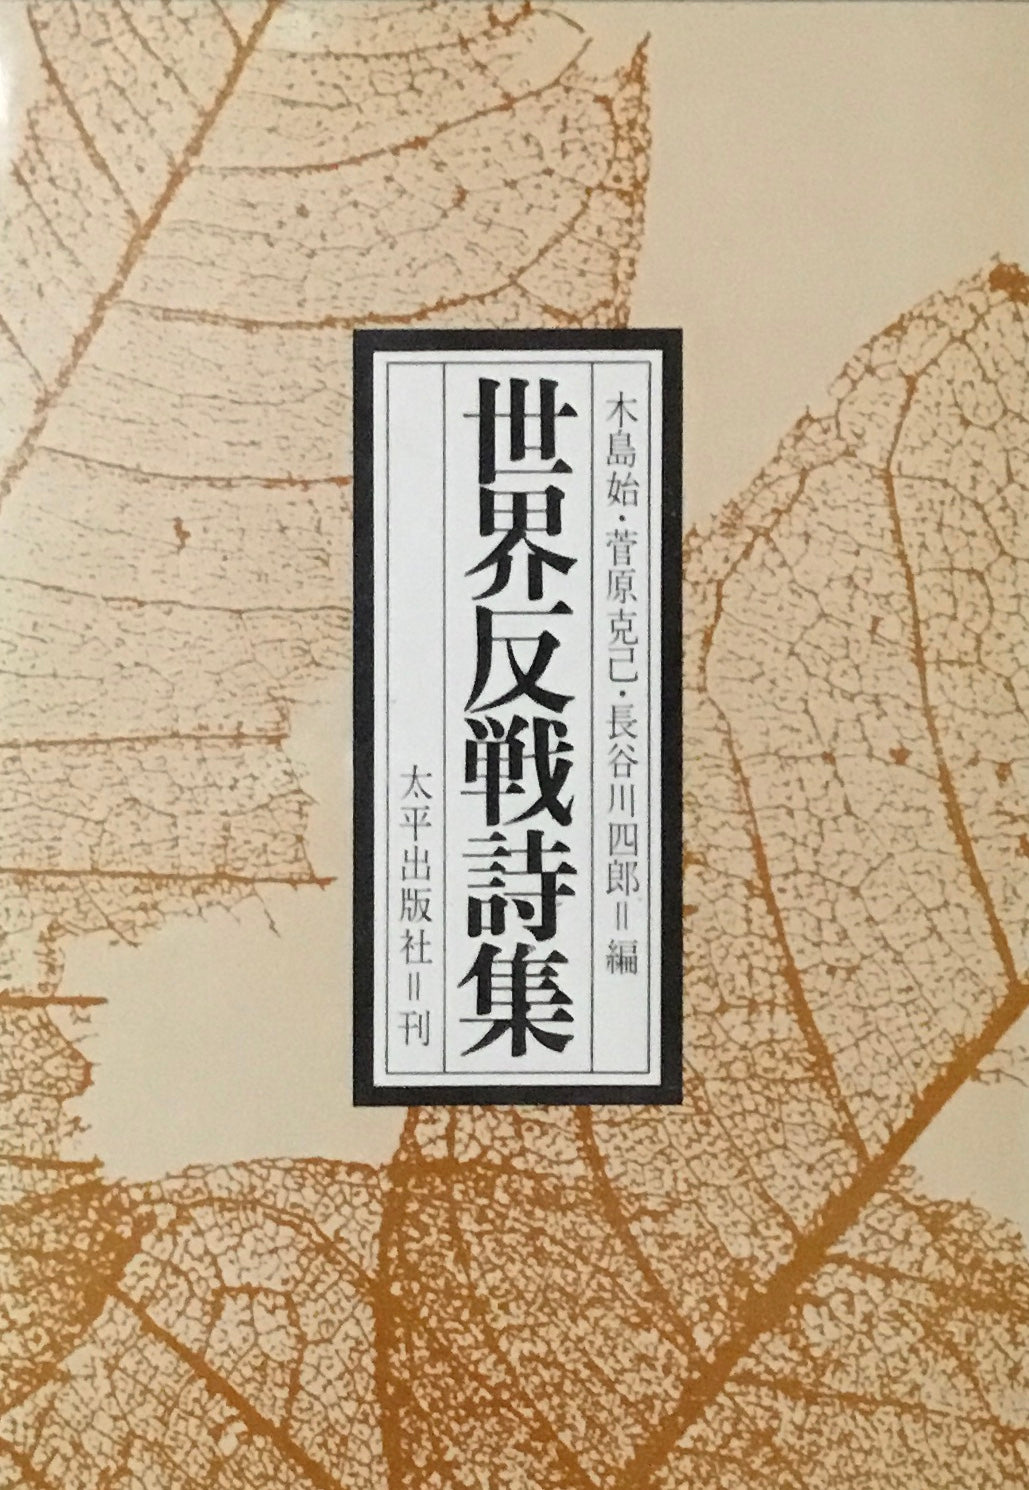 木島始・菅原克己・長谷川四郎＝編
世界反戦詩集
太平出版社＝刊